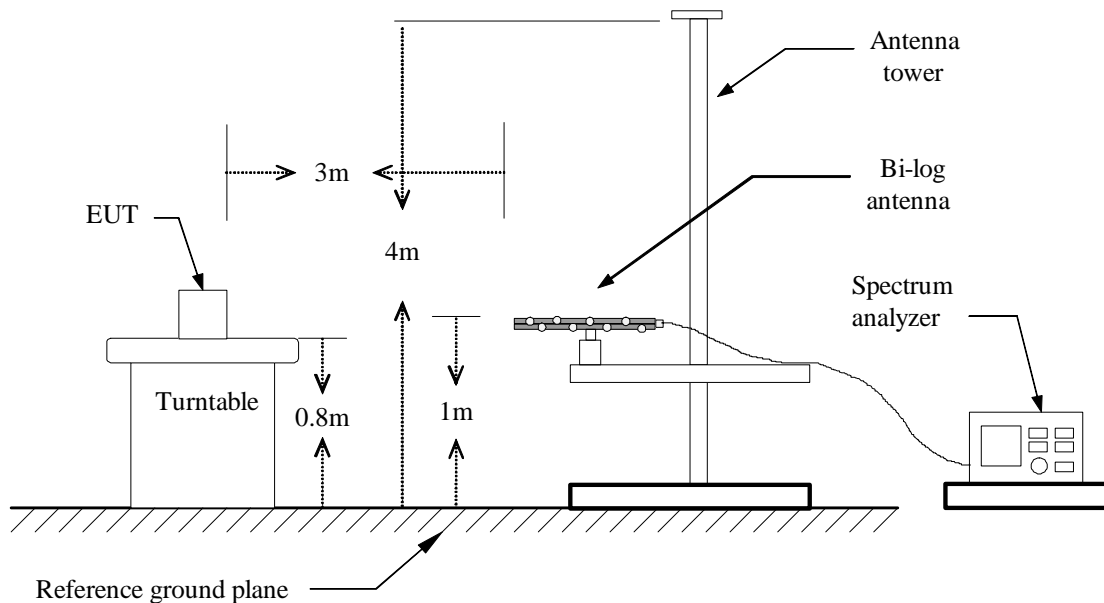 Antenna
tower
3m
Bi-log
antenna
EUT
4m
Spectrum
analyzer
Turntable
0.8m
1m
Reference ground plane